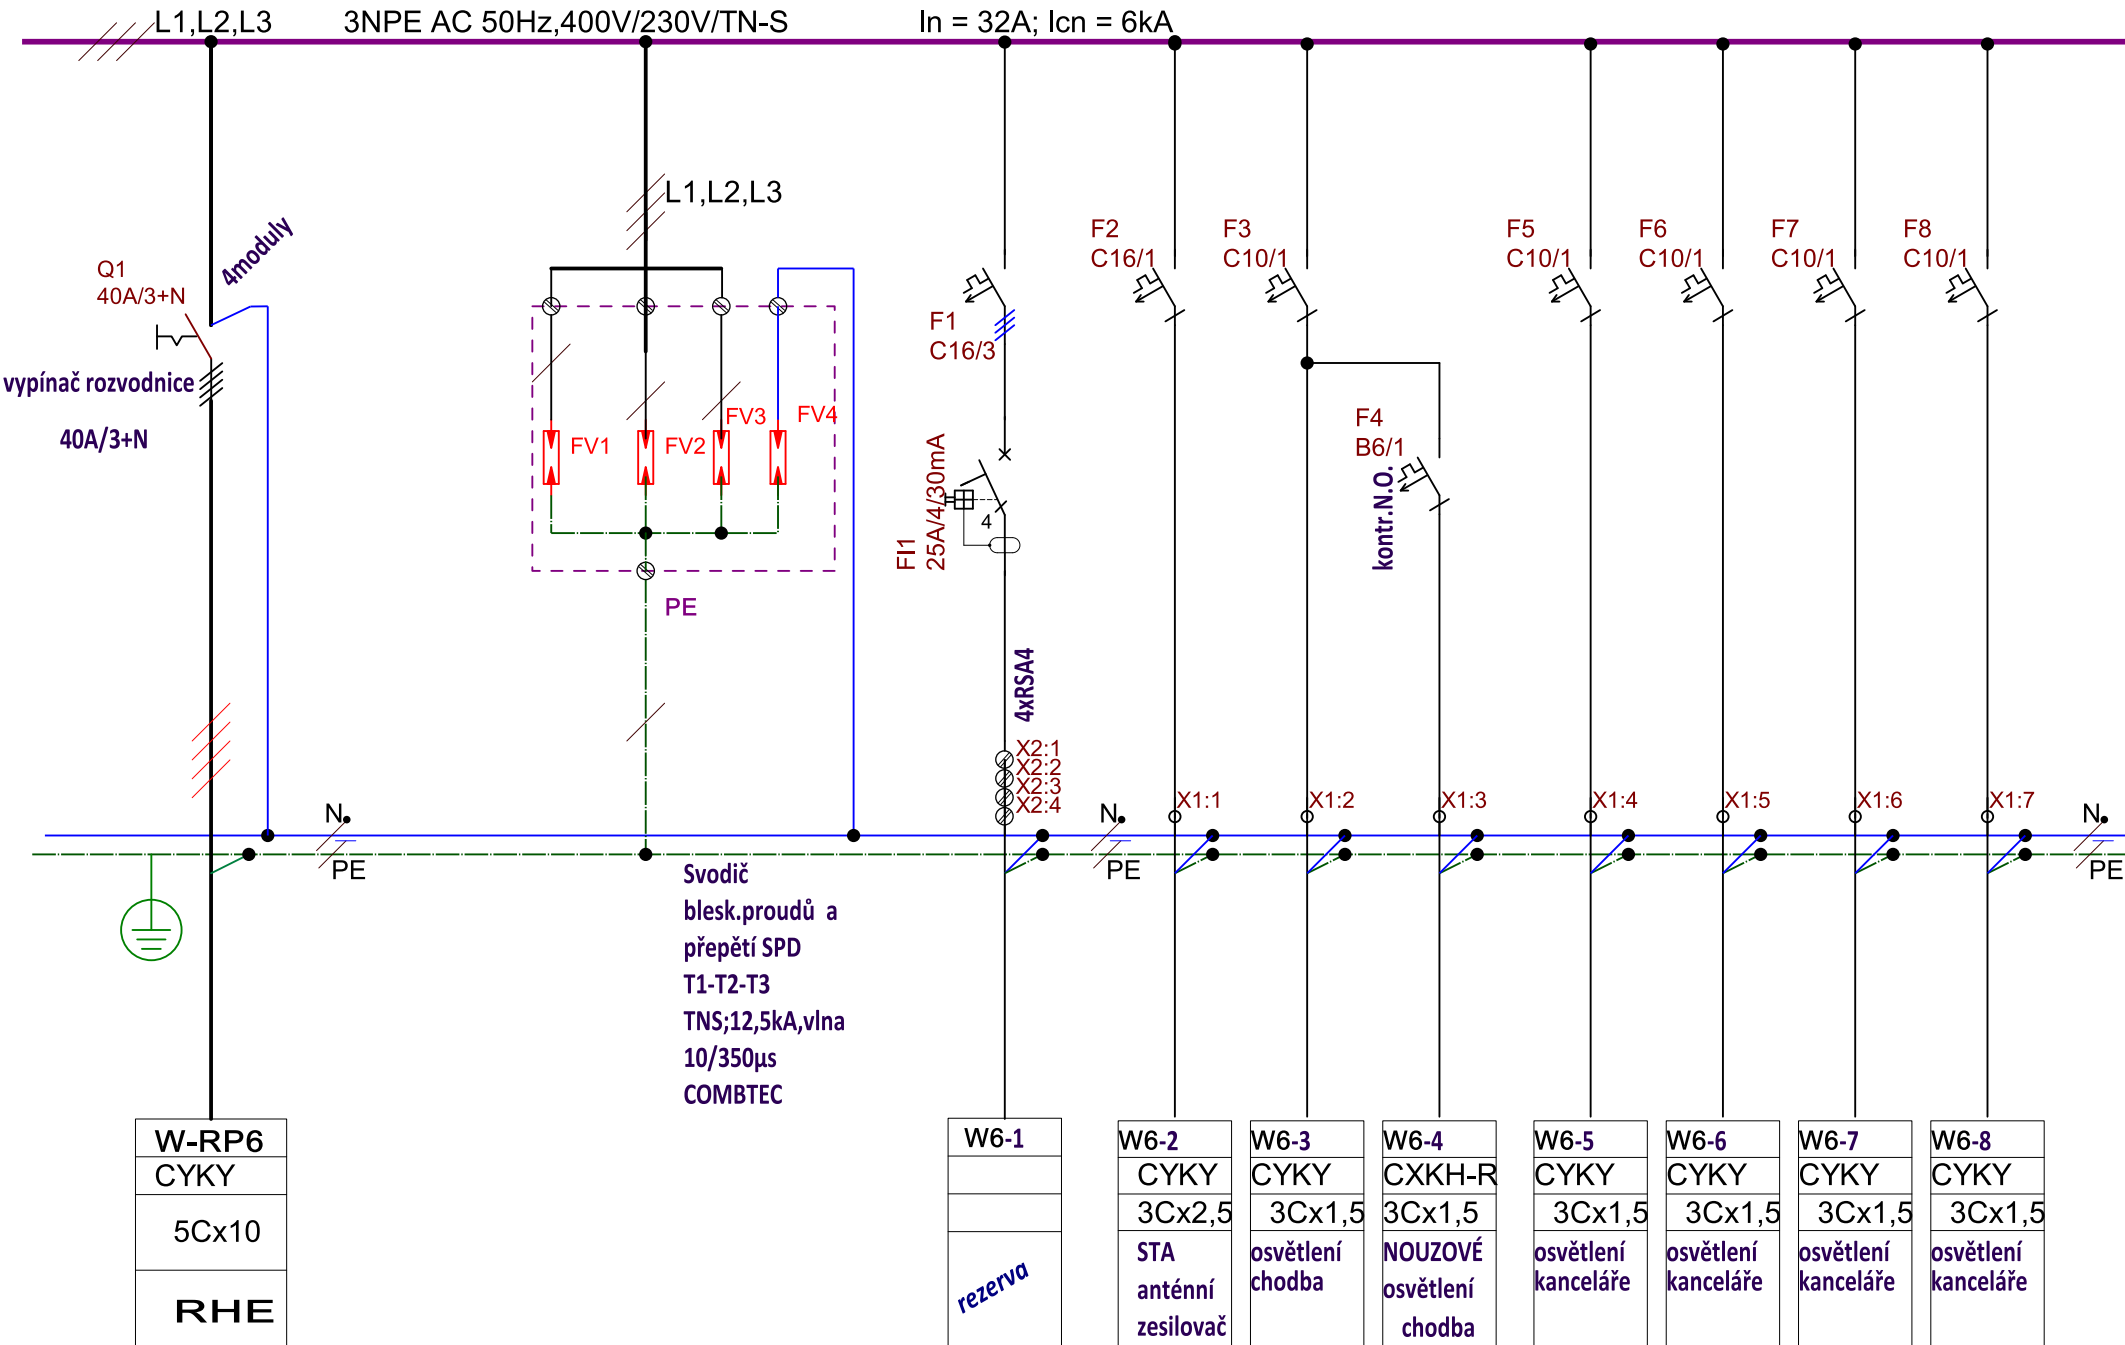 L1,L2,L3
3NPE AC 50Hz,400V/230V/TN-S
In = 32A; Icn = 6kA
L1,L2,L3
4moduly
Q1
40A/3+N
vypínač rozvodnice
40A/3+N
FV1
FV2
FV3
FV4
PE
F1
C16/3
FI1
25A/4/30mA
4
4xRSA4
X2:1
X2:2
X2:3
X2:4
F2
C16/1
F3
C10/1
F4
B6/1
kontr.N.O.
F5
C10/1
F6
C10/1
F7
C10/1
F8
C10/1
X1:1
X1:2
X1:3
X1:4
X1:5
X1:6
X1:7
N
PE
N
PE
N
PE
Svodič
blesk.proudů a
přepětí SPD
T1-T2-T3
TNS;12,5kA,vlna
10/350µs
COMBTEC
W-RP6
CYKY
5Cx10
RHE
W6-1
rezerva
W6-2
CYKY
3Cx2,5
STA
anténní
zesilovač
W6-3
CYKY
3Cx1,5
osvětlení
chodba
W6-4
CXKH-R
3Cx1,5
NOUZOVÉ
osvětlení
chodba
W6-5
CYKY
3Cx1,5
osvětlení
kanceláře
W6-6
CYKY
3Cx1,5
osvětlení
kanceláře
W6-7
CYKY
3Cx1,5
osvětlení
kanceláře
W6-8
CYKY
3Cx1,5
osvětlení
kanceláře